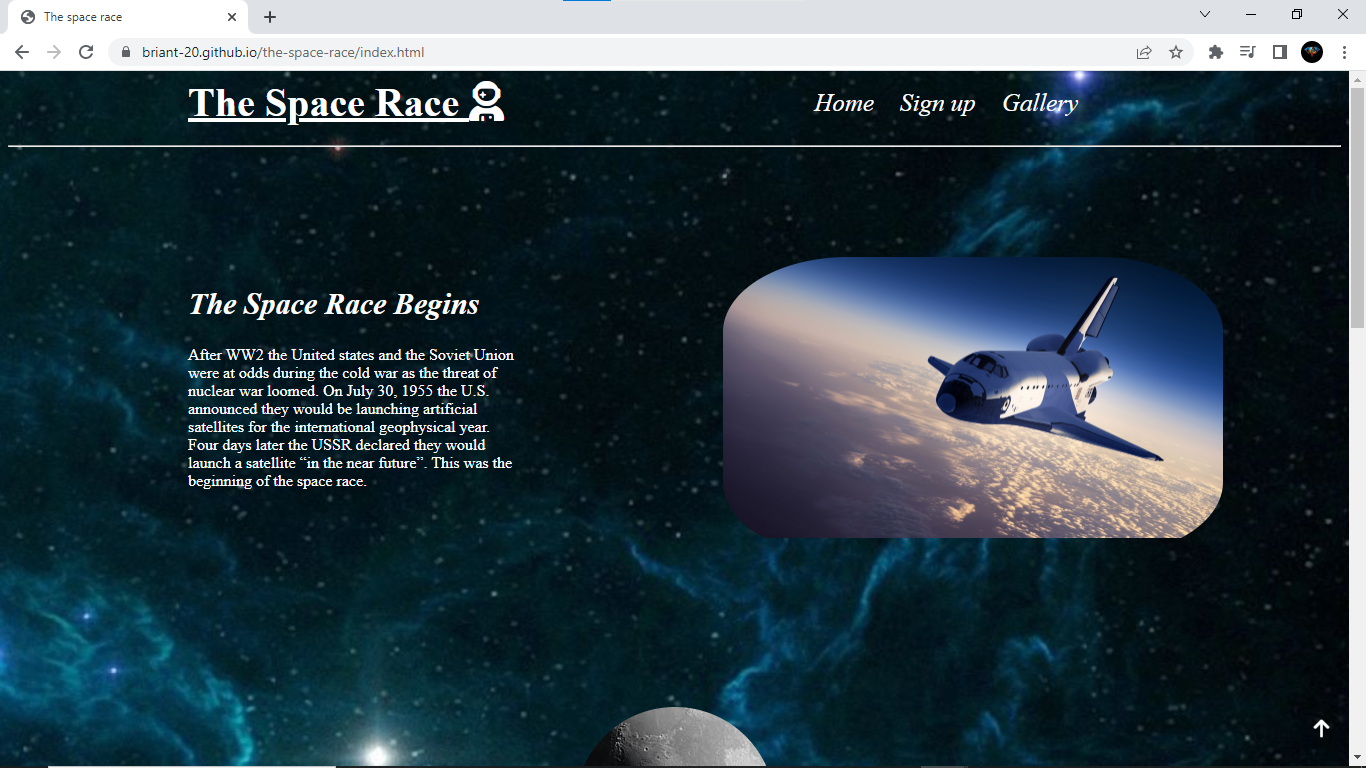 The space race
briant-20.github.io/the-space-race/index.html
The Space Race
Home Sign up Gallery
The Space Race Begins
After WW2 the United states and the Soviet Union
were at odds during the cold war as the threat of
nuclear war loomed. On July 30, 1955 the U.S.
announced they would be launching artificial
satellites for the international geophysical year.
Four days later the USSR declared they would
launch a satellite “in the near future”. This was the
beginning of the space race.